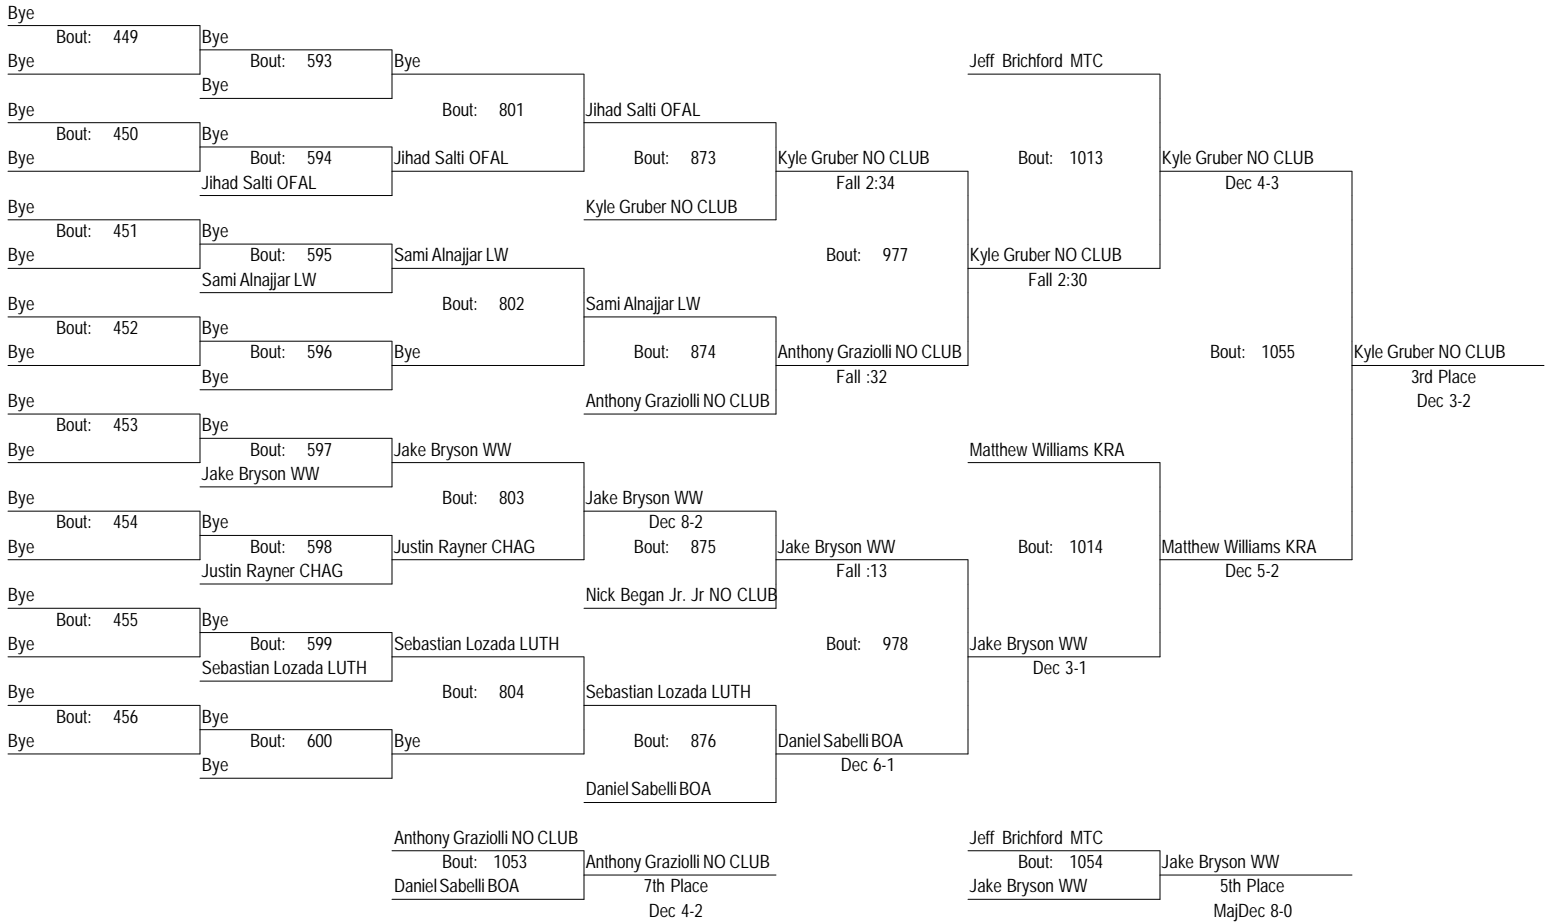 Bye
Bout: 449
Bye
Bye
Bout: 593
Bye
Bye
Bout: 450
Bye
Bye
Bout: 594
Jihad Salti OFAL
Bye
Bout: 801
Jihad Salti OFAL
Bye
Bout: 451
Bye
Bye
Bout: 595
Sami Alnajjar LW
Bye
Bout: 452
Bye
Bye
Bout: 596
Bye
Sami Alnajjar LW
Bout: 802
Bye
Bye
Bout: 453
Bye
Bye
Bout: 597
Jake Bryson WW
Bye
Bout: 454
Bye
Bye
Bout: 598
Justin Rayner CHAG
Jake Bryson WW
Bout: 803
Justin Rayner CHAG
Bye
Bout: 455
Bye
Bye
Bout: 599
Sebastian Lozada LUTH
Bye
Bout: 456
Bye
Bye
Bout: 600
Bye
Sebastian Lozada LUTH
Bout: 804
Bye
Jihad Salti OFAL
Bout: 873
Kyle Gruber NO CLUB
Sami Alnajjar LW
Bout: 874
Anthony Graziolli NO CLUB
Jake Bryson WW
Dec 8-2
Bout: 875
Nick Began Jr. Jr NO CLUB
Sebastian Lozada LUTH
Bout: 876
Daniel Sabelli BOA
Kyle Gruber NO CLUB
Fall 2:34
Bout: 977
Anthony Graziolli NO CLUB
Fall :32
Jake Bryson WW
Fall :13
Bout: 978
Daniel Sabelli BOA
Dec 6-1
Jeff Brichford MTC
Bout: 1013
Kyle Gruber NO CLUB
Fall 2:30
Matthew Williams KRA
Bout: 1014
Jake Bryson WW
Dec 3-1
Kyle Gruber NO CLUB
Dec 4-3
Bout: 1055
Matthew Williams KRA
Dec 5-2
Kyle Gruber NO CLUB
3rd Place
Dec 3-2
Anthony Graziolli NO CLUB
Bout: 1053
Daniel Sabelli BOA
Anthony Graziolli NO CLUB
7th Place
Dec 4-2
Jeff Brichford MTC
Bout: 1054
Jake Bryson WW
Jake Bryson WW
5th Place
MajDec 8-0